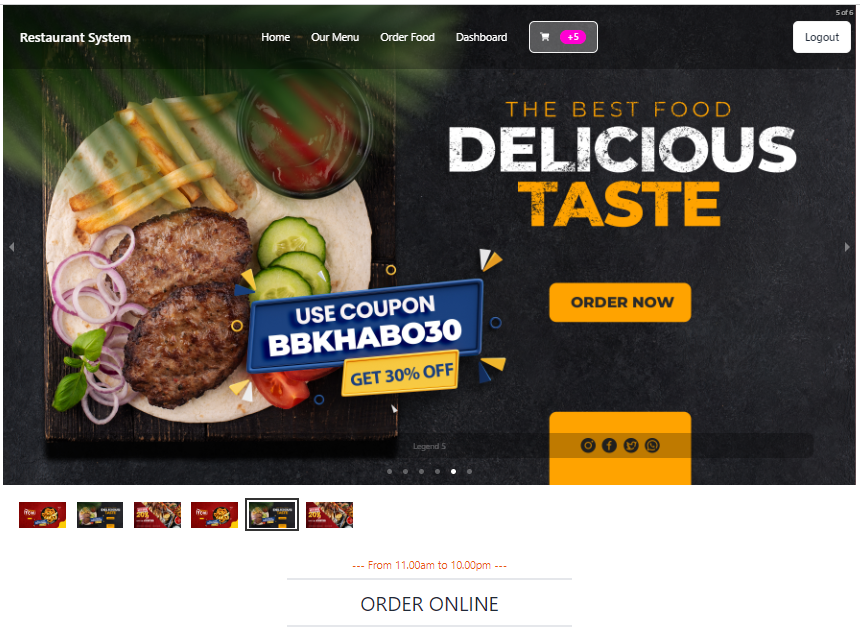 5 of 6
Restaurant System
Home
Our Menu
Order Food
Dashboard
+5
Logout
THE BEST FOOD
DELICIOUS
TASTE
ORDER NOW
USE COUPON
BBKHABO30
GET 30% OFF
Legend 5
--- From 11.00am to 10.00pm ---
ORDER ONLINE